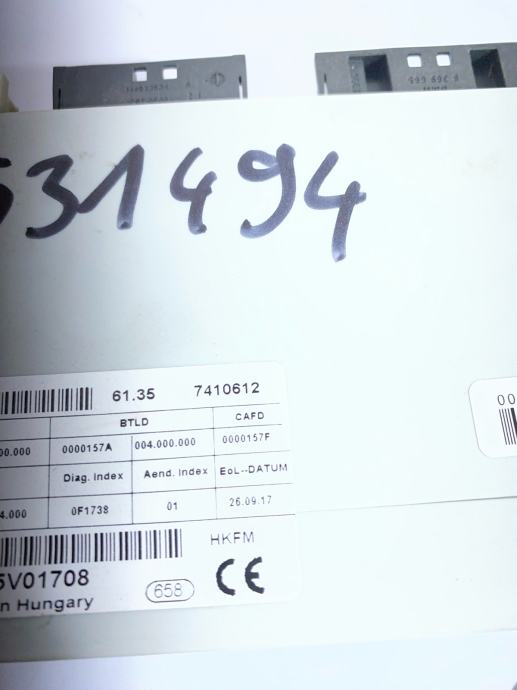 531494
61.35 7410612
BTLD CAFD
00.000 0000157A 004.000.000 0000157F
Diag. Index Aend. Index EoL--DATUM
4.000 0F1738 01 26.09.17
HKFM
5V01708 658 CE
n Hungary
00